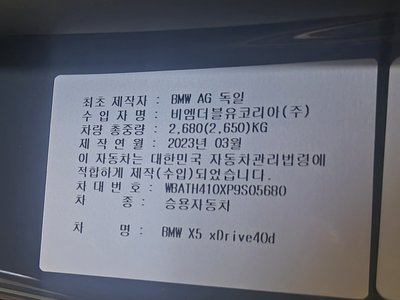 최초 제작자 : BMW AG 독일
수 입 자 명 : 비엠더블유코리아(주)
차량 총중량 : 2,680(2,650)KG
제 작 연 월 : 2023년 03월
이 자동차는 대한민국 자동차관리법령에
적합하게 제작(수입)되었습니다.
차 대 번 호 : WBATH410XP9S05680
차 종 : 승용자동차
차 명 : BMW X5 xDrive40d